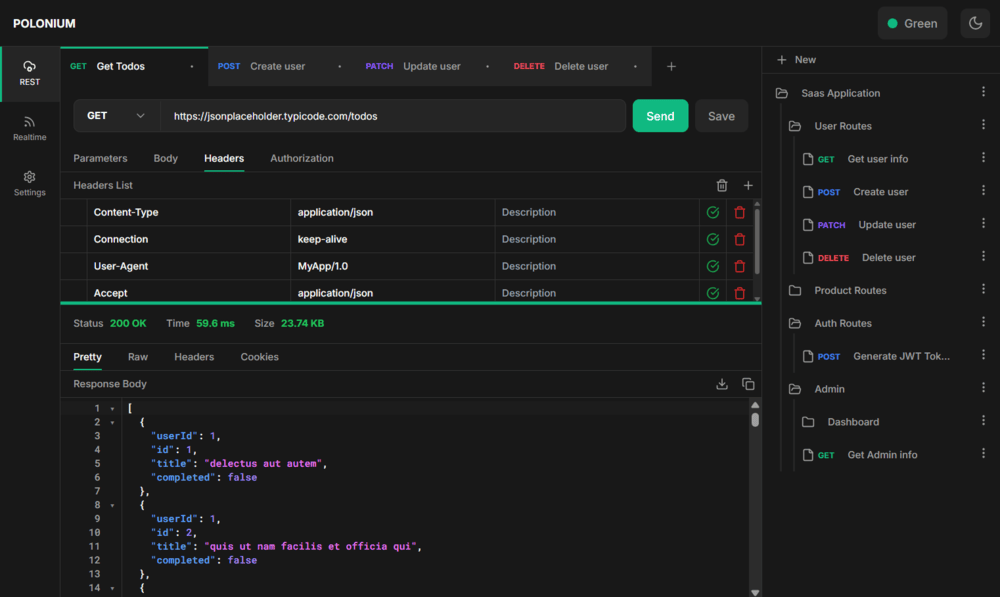 POLONIUM
Green
REST
Realtime
Settings
GET Get Todos
POST Create user
PATCH Update user
DELETE Delete user
GET https://jsonplaceholder.typicode.com/todos Send Save
Parameters Body Headers Authorization
Headers List
Content-Type application/json Description
Connection keep-alive Description
User-Agent MyApp/1.0 Description
Accept application/json Description
Status 200 OK Time 59.6 ms Size 23.74 KB
Pretty Raw Headers Cookies
Response Body
1 [
2 {
3 "userId": 1,
4 "id": 1,
5 "title": "delectus aut autem",
6 "completed": false
7 },
8 {
9 "userId": 1,
10 "id": 2,
11 "title": "quis ut nam facilis et officia qui",
12 "completed": false
13 },
14 {
New
Saas Application
User Routes
GET Get user info
POST Create user
PATCH Update user
DELETE Delete user
Product Routes
Auth Routes
POST Generate JWT Tok...
Admin
Dashboard
GET Get Admin info